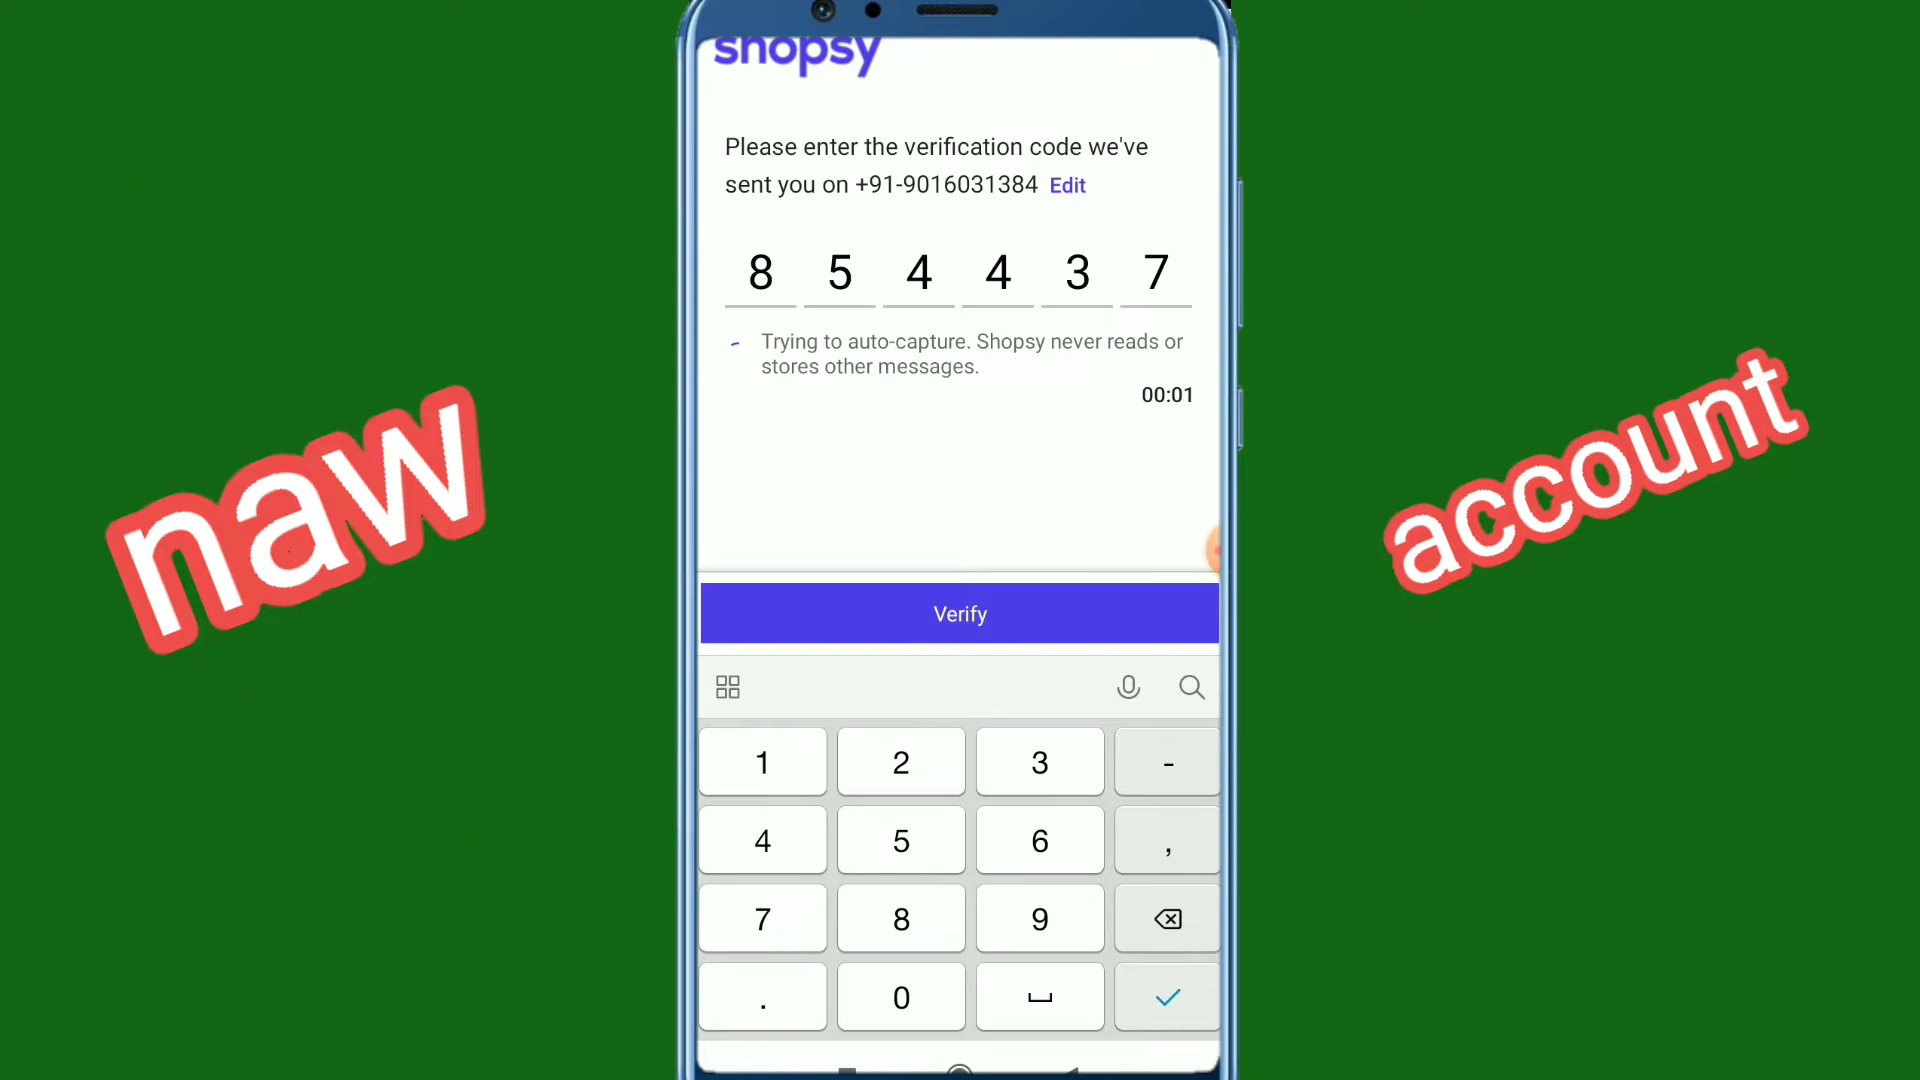 shopsy
Please enter the verification code we've
sent you on +91-9016031384 Edit
8 5 4 4 3 7
Trying to auto-capture. Shopsy never reads or
stores other messages.
00:01
naw
account
Verify
1 2 3 -
4 5 6 ,
7 8 9
. 0